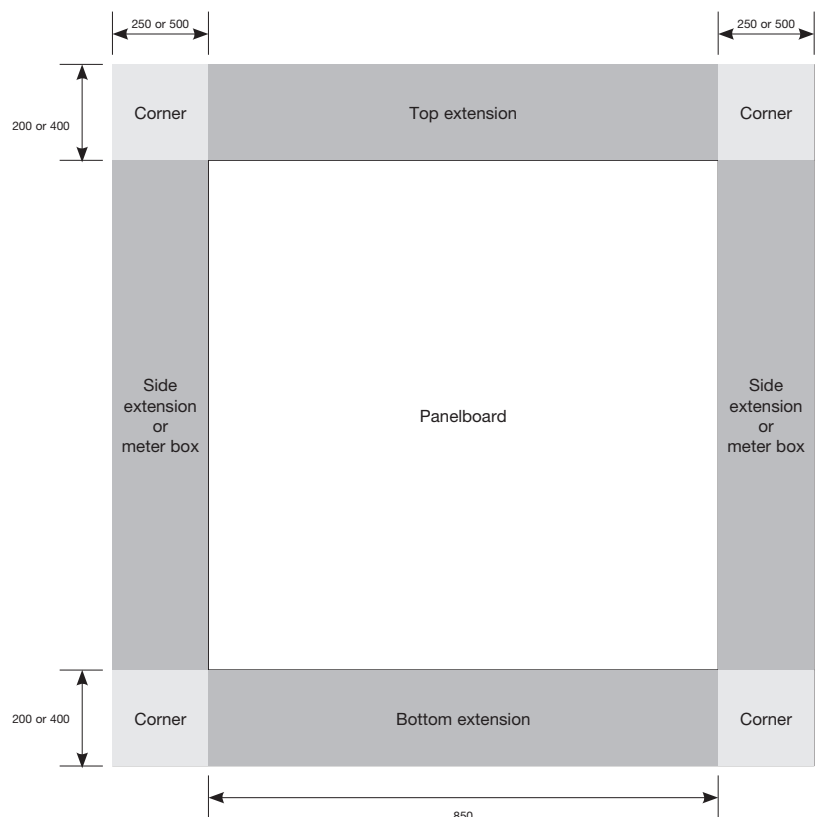 250 or 500
250 or 500
200 or 400
Corner
Top extension
Corner
Side
extension
or
meter box
Panelboard
Side
extension
or
meter box
200 or 400
Corner
Bottom extension
Corner
850